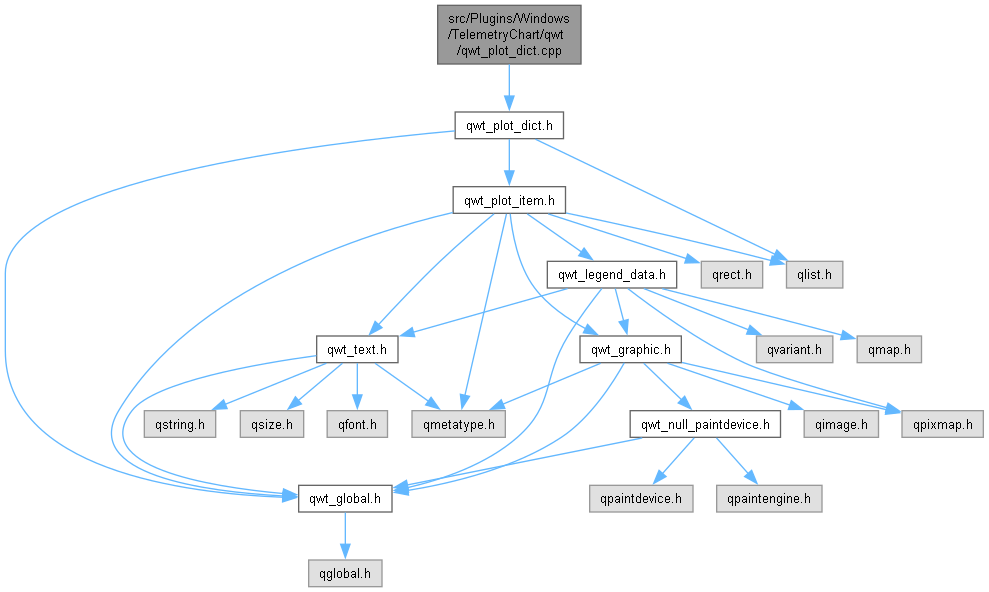 src/Plugins/Windows
/TelemetryChart/qwt
/qwt_plot_dict.cpp
qwt_plot_dict.h
qwt_plot_item.h
qwt_legend_data.h
qrect.h
qlist.h
qwt_text.h
qwt_graphic.h
qvariant.h
qmap.h
qstring.h
qsize.h
qfont.h
qmetatype.h
qwt_null_paintdevice.h
qimage.h
qpixmap.h
qwt_global.h
qpaintdevice.h
qpaintengine.h
qglobal.h